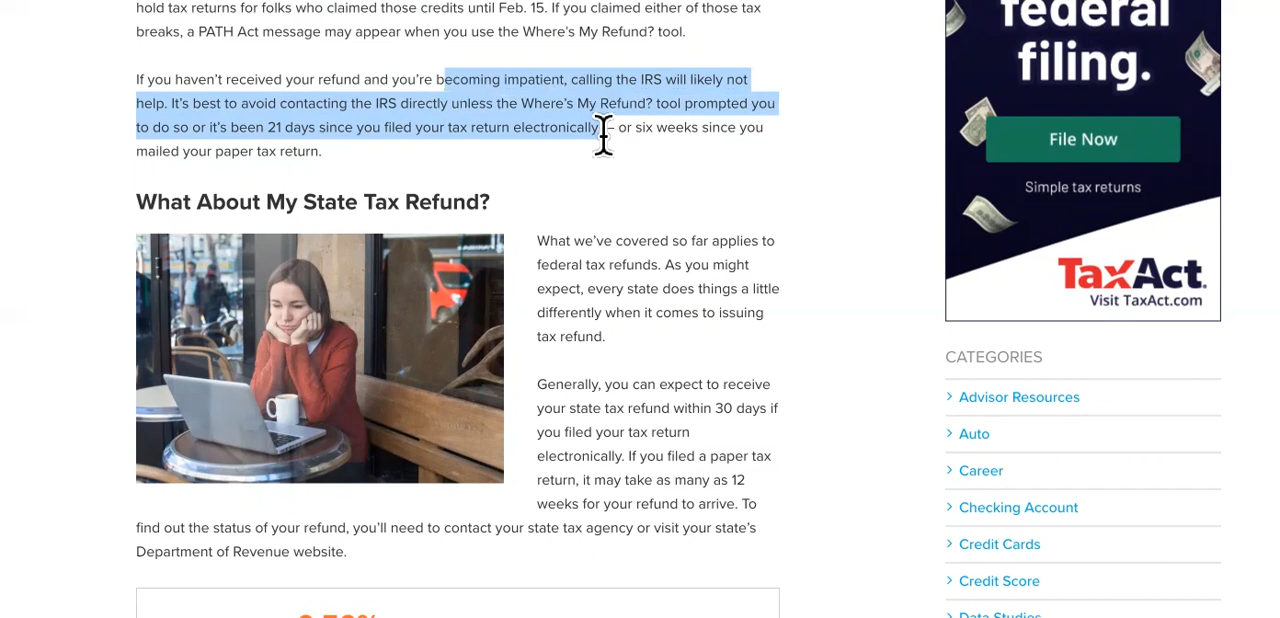 hold tax returns for folks who claimed those credits until Feb. 15. If you claimed either of those tax
breaks, a PATH Act message may appear when you use the Where’s My Refund? tool.
If you haven’t received your refund and you’re becoming impatient, calling the IRS will likely not
help. It’s best to avoid contacting the IRS directly unless the Where’s My Refund? tool prompted you
to do so or it’s been 21 days since you filed your tax return electronically – or six weeks since you
mailed your paper tax return.
What About My State Tax Refund?
What we’ve covered so far applies to
federal tax refunds. As you might
expect, every state does things a little
differently when it comes to issuing
tax refund.
Generally, you can expect to receive
your state tax refund within 30 days if
you filed your tax return
electronically. If you filed a paper tax
return, it may take as many as 12
weeks for your refund to arrive. To
find out the status of your refund, you’ll need to contact your state tax agency or visit your state’s
Department of Revenue website.
federal
filing.
File Now
Simple tax returns
TaxAct.
Visit TaxAct.com
CATEGORIES
Advisor Resources
Auto
Career
Checking Account
Credit Cards
Credit Score
Data Studies